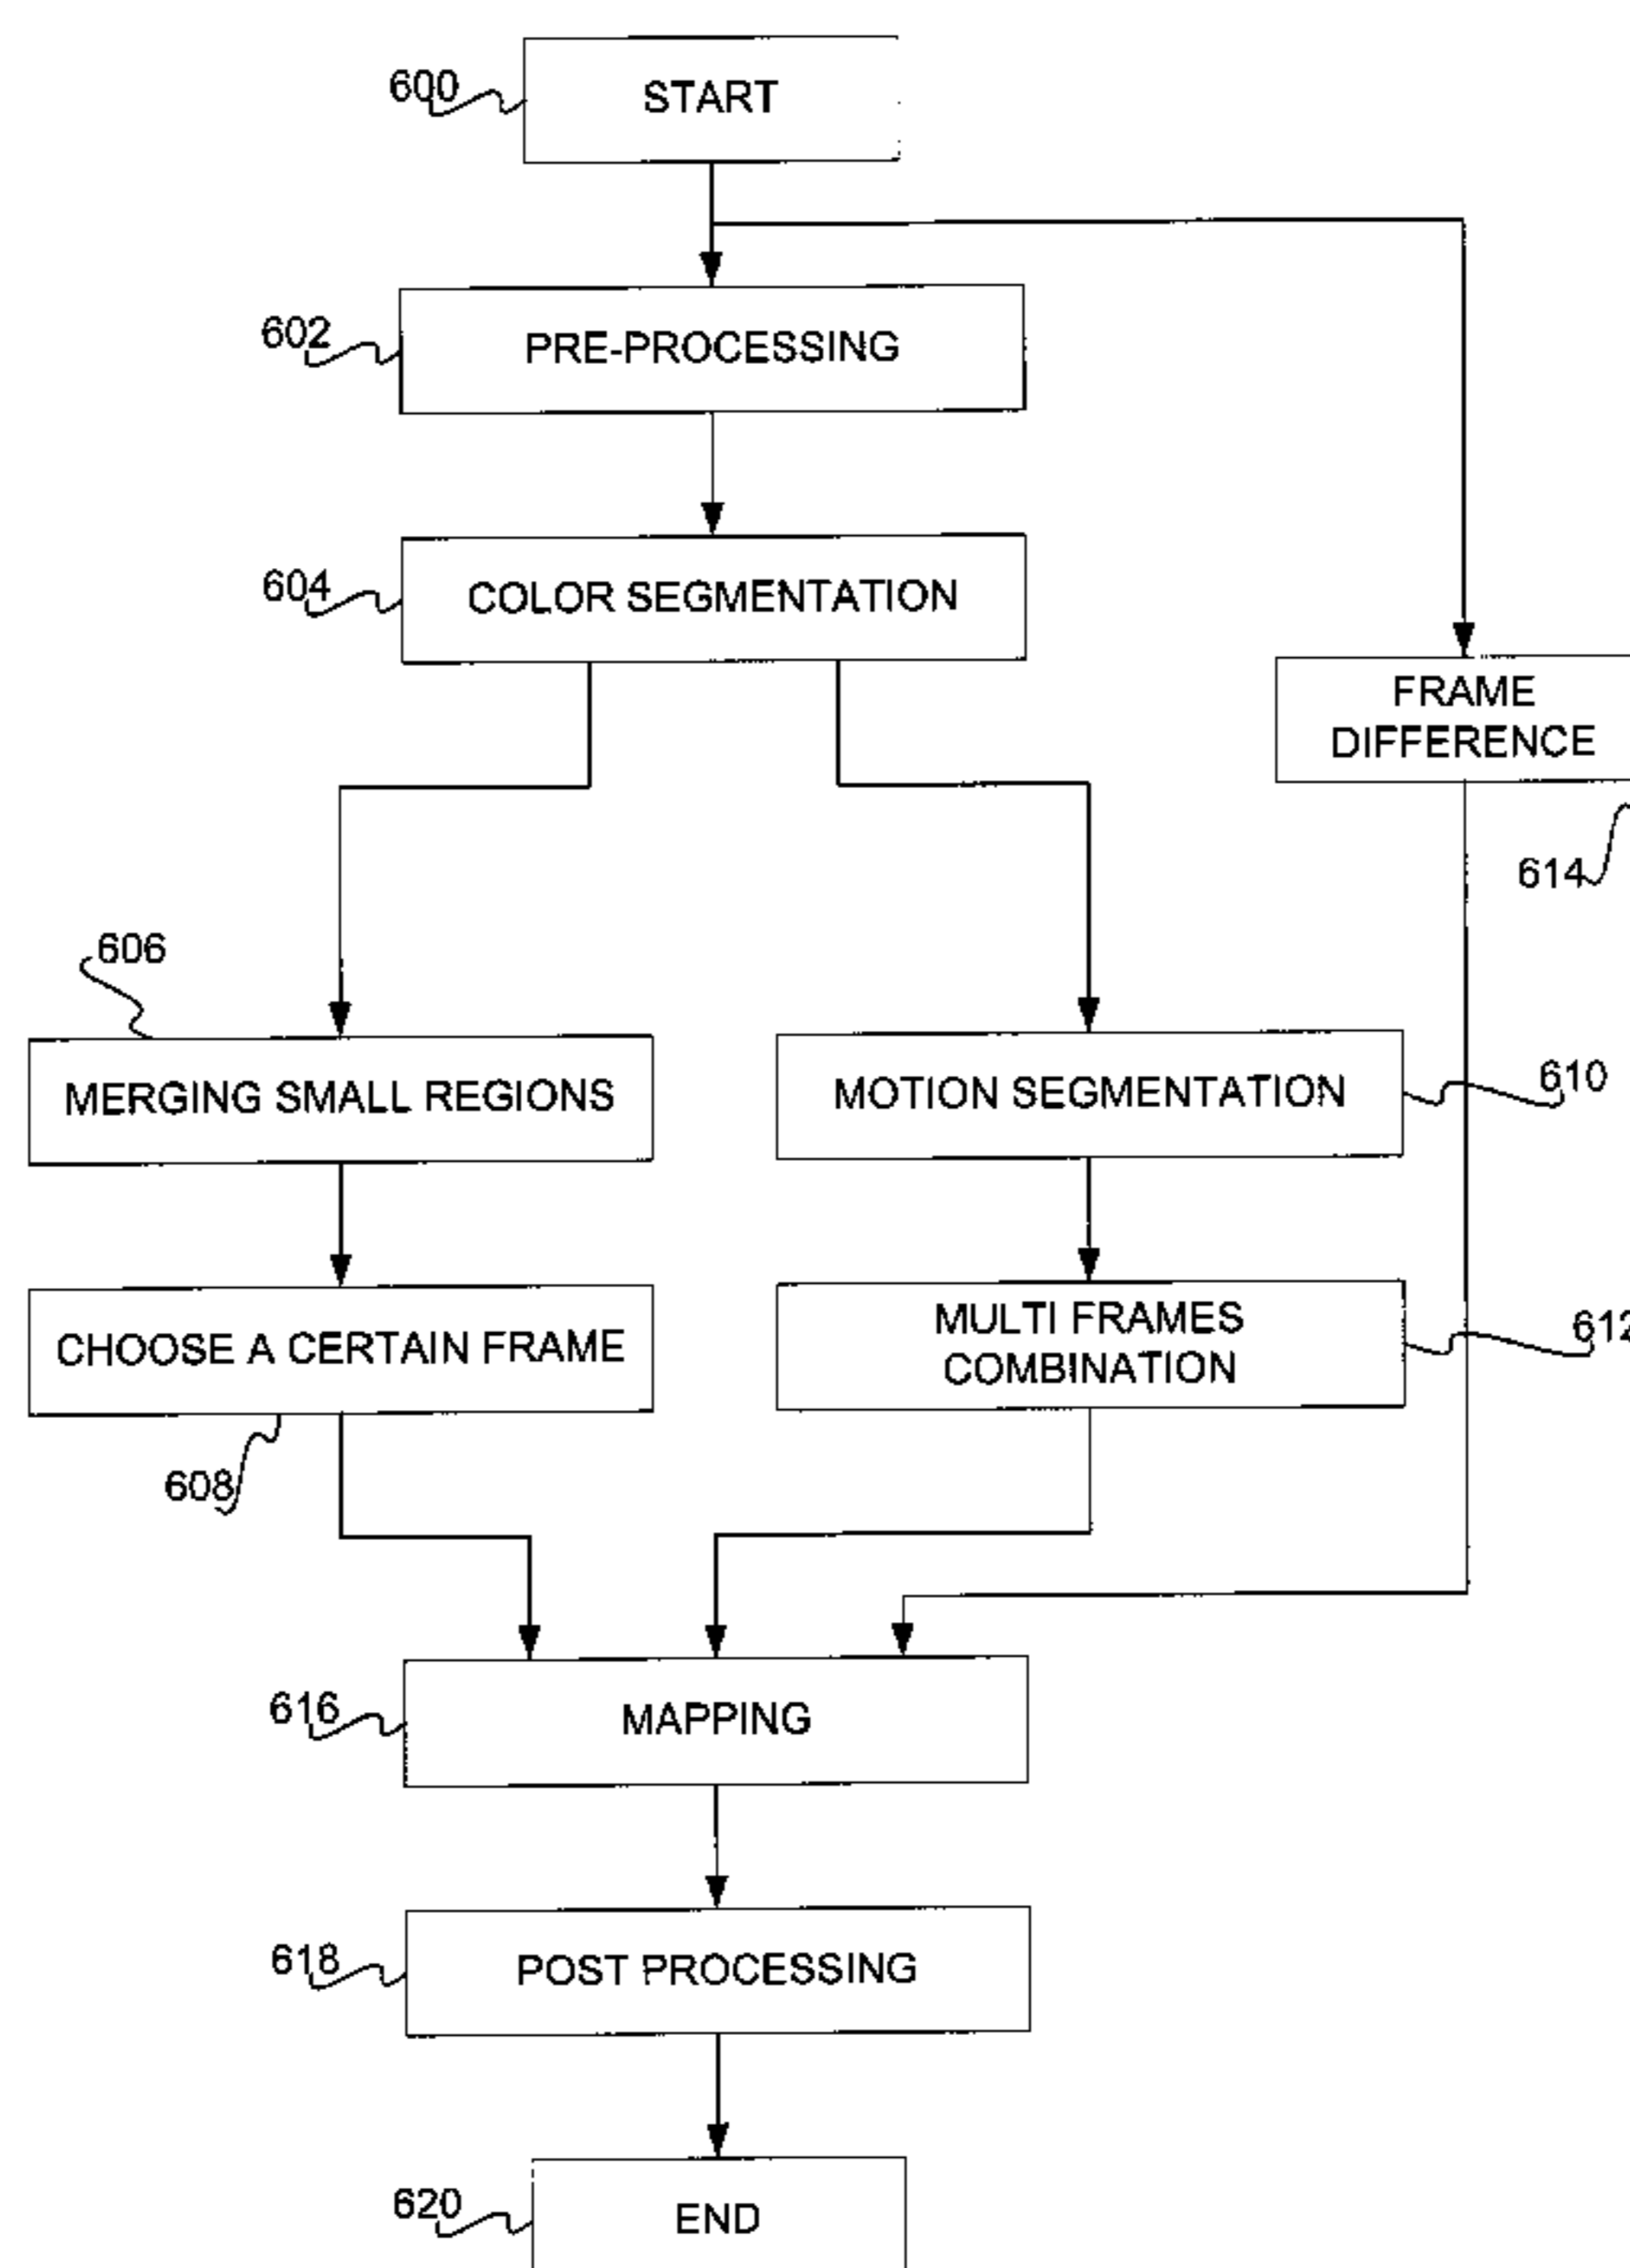 600
START
602
PRE-PROCESSING
604
COLOR SEGMENTATION
FRAME
DIFFERENCE
614
606
MERGING SMALL REGIONS
MOTION SEGMENTATION
610
CHOOSE A CERTAIN FRAME
MULTI FRAMES
COMBINATION
612
608
616
MAPPING
618
POST PROCESSING
620
END